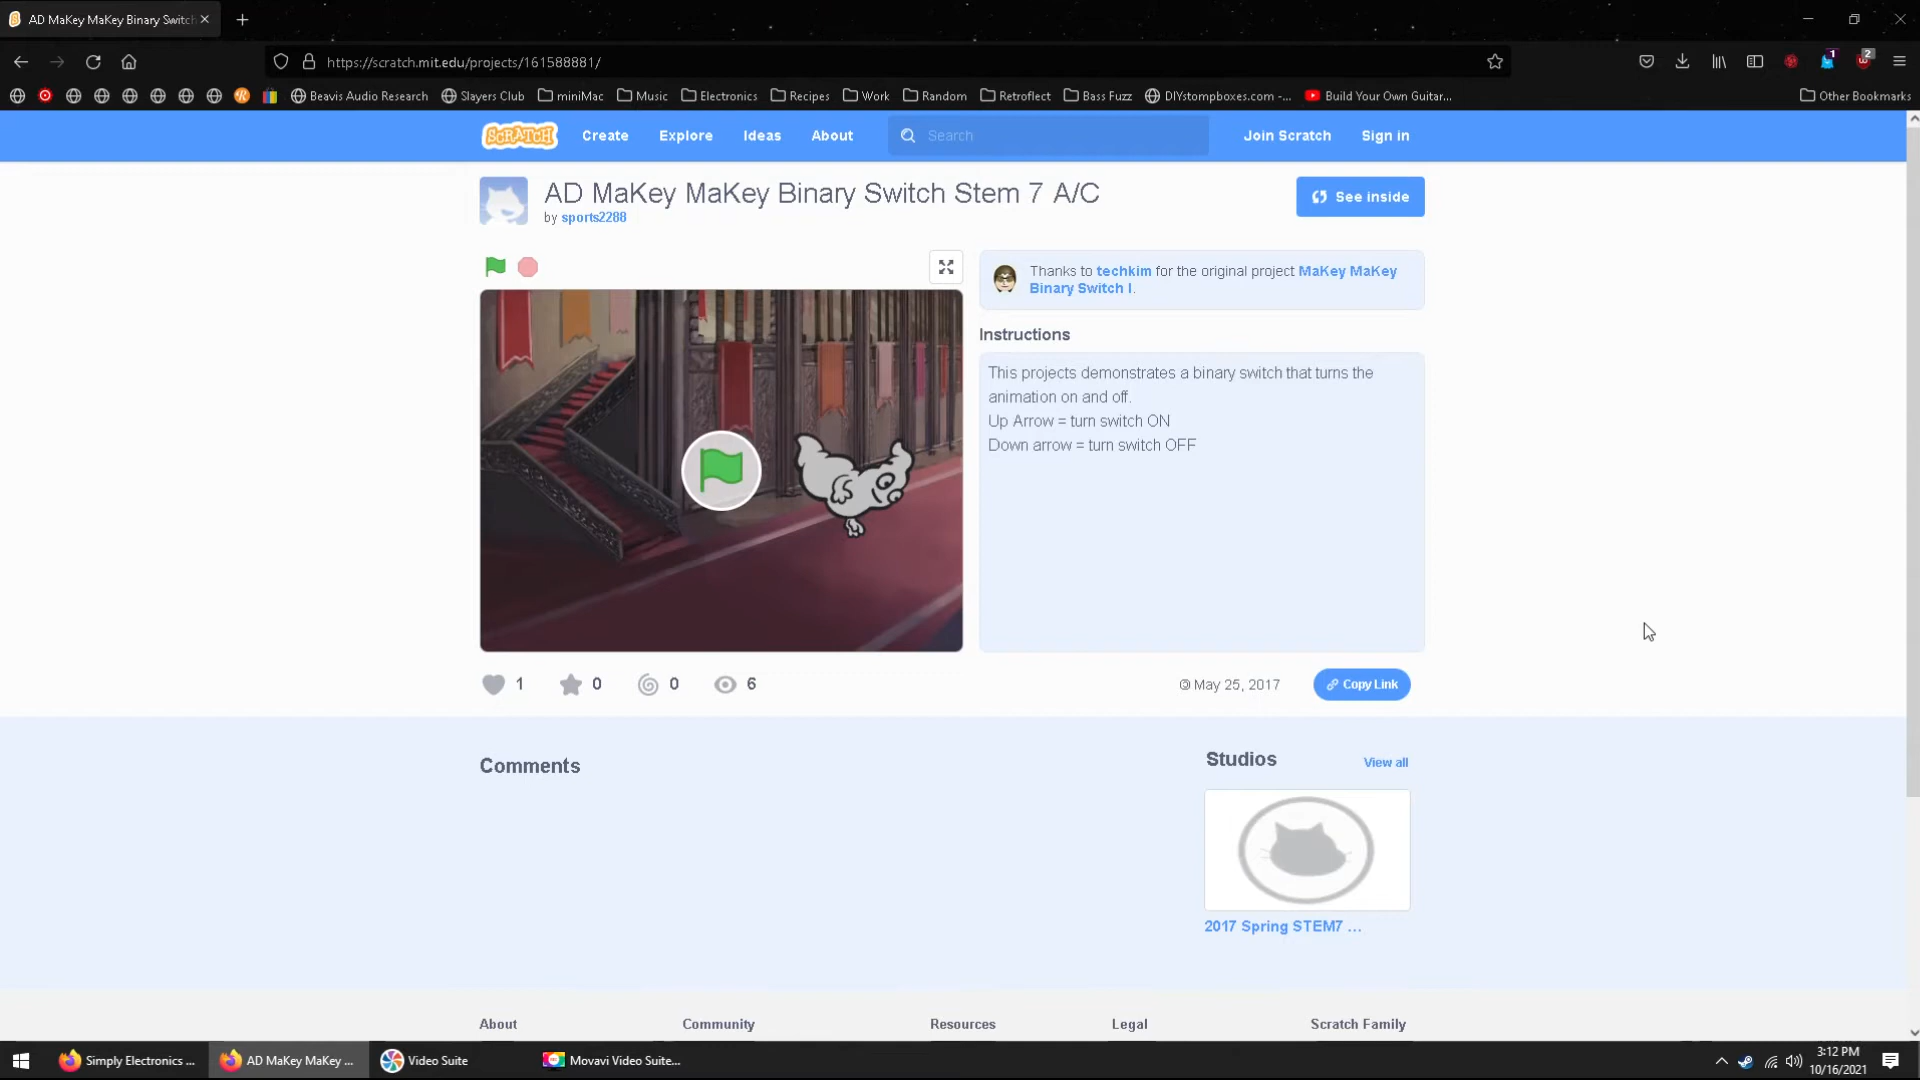 AD MaKey MaKey Binary Switch
https://scratch.mit.edu/projects/161588881/
1
2
Beavis Audio Research
Slayers Club
miniMac
Music
Electronics
Recipes
Work
Random
Retroflect
Bass Fuzz
DIYstompboxes.com -...
Build Your Own Guitar...
Other Bookmarks
SCRATCH
Create
Explore
Ideas
About
Search
Join Scratch
Sign in
AD MaKey MaKey Binary Switch Stem 7 A/C
by sports2288
See inside
Thanks to techkim for the original project MaKey MaKey
Binary Switch I.
Instructions
This projects demonstrates a binary switch that turns the
animation on and off.
Up Arrow = turn switch ON
Down arrow = turn switch OFF
1
0
0
6
© May 25, 2017
Copy Link
Comments
Studios
View all
2017 Spring STEM7 ...
About
Community
Resources
Legal
Scratch Family
Simply Electronics ...
AD MaKey MaKey ...
Video Suite
Movavi Video Suite...
3:12 PM
10/16/2021